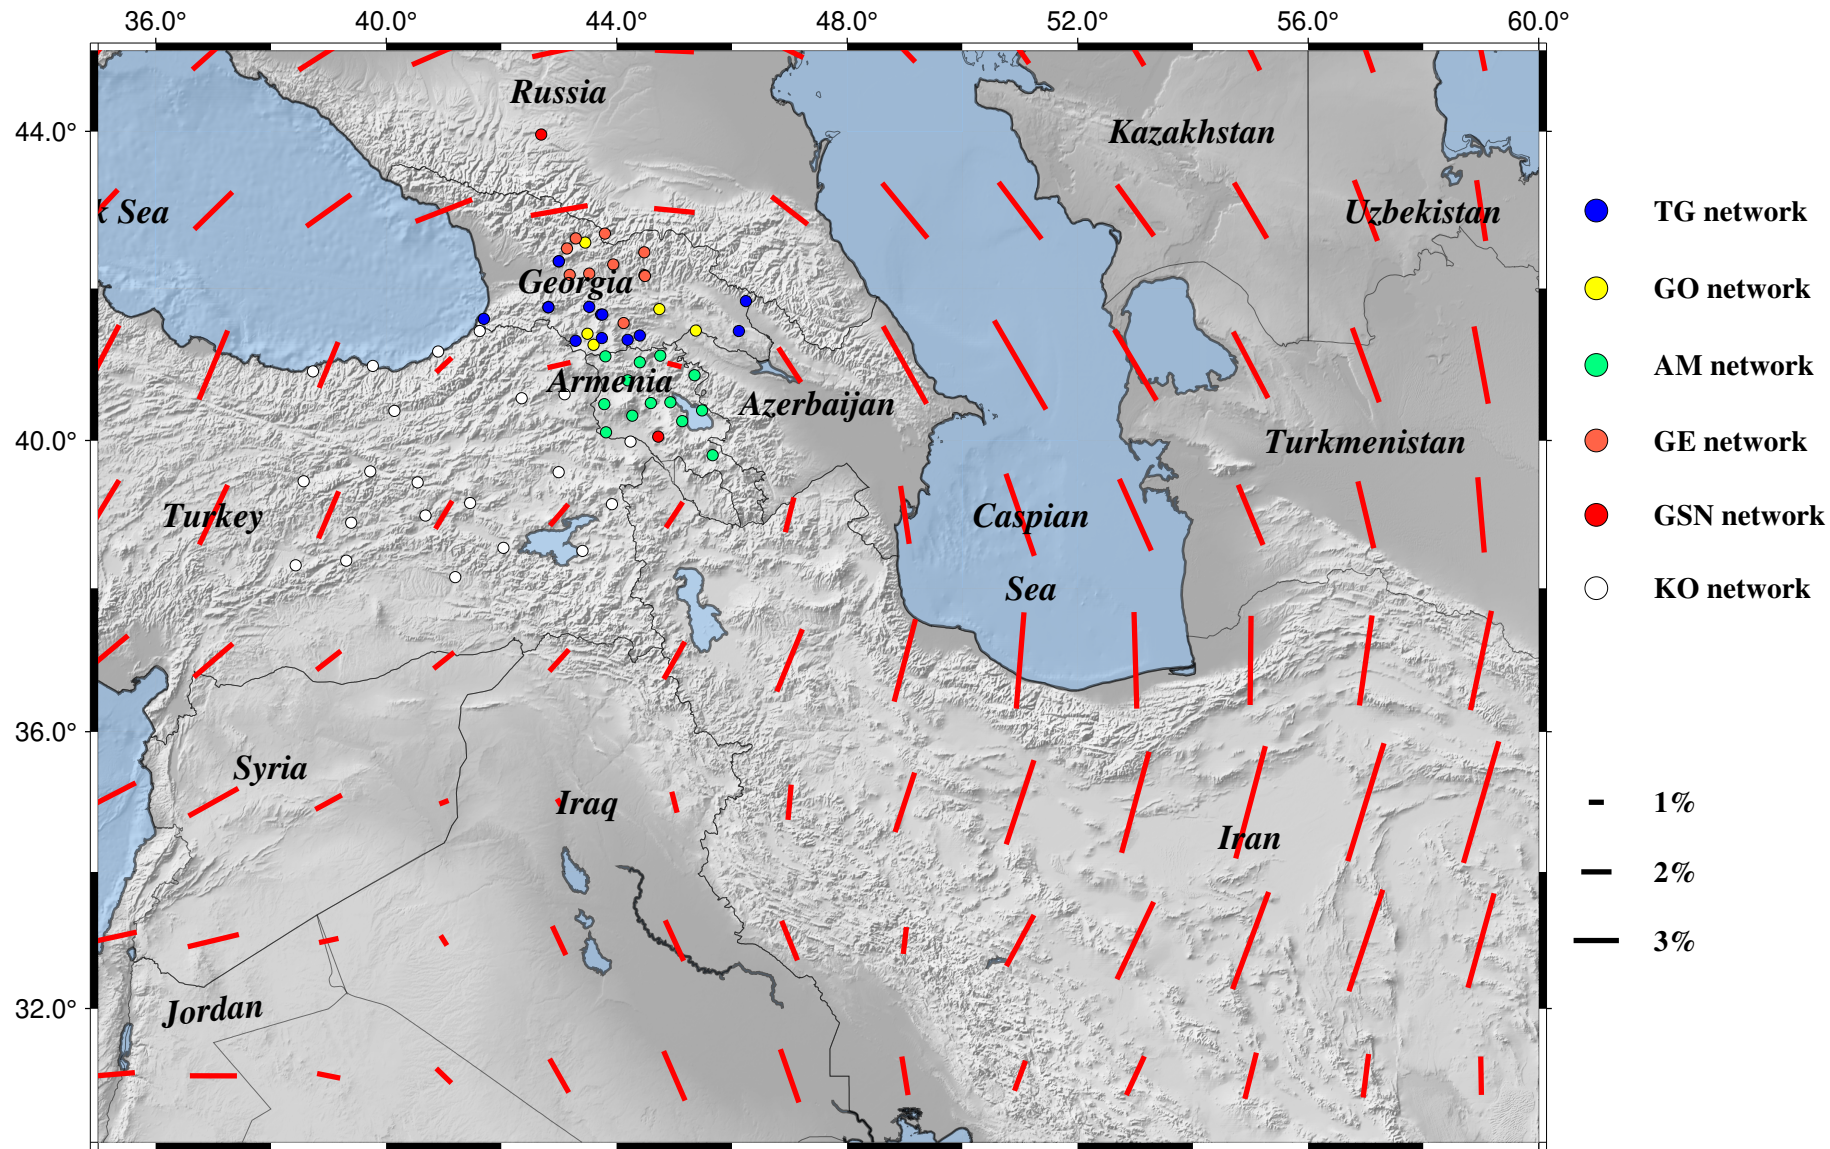 36.0° 40.0° 44.0° 48.0° 52.0° 56.0° 60.0°
Russia
44.0°
Kazakhstan
k Sea
Uzbekistan
TG network
Georgia
GO network
Armenia
AM network
Azerbaijan
40.0°
Turkmenistan
GE network
Turkey
Caspian
GSN network
Sea
KO network
36.0°
Syria
Iraq
1%
Iran
2%
3%
32.0°
Jordan